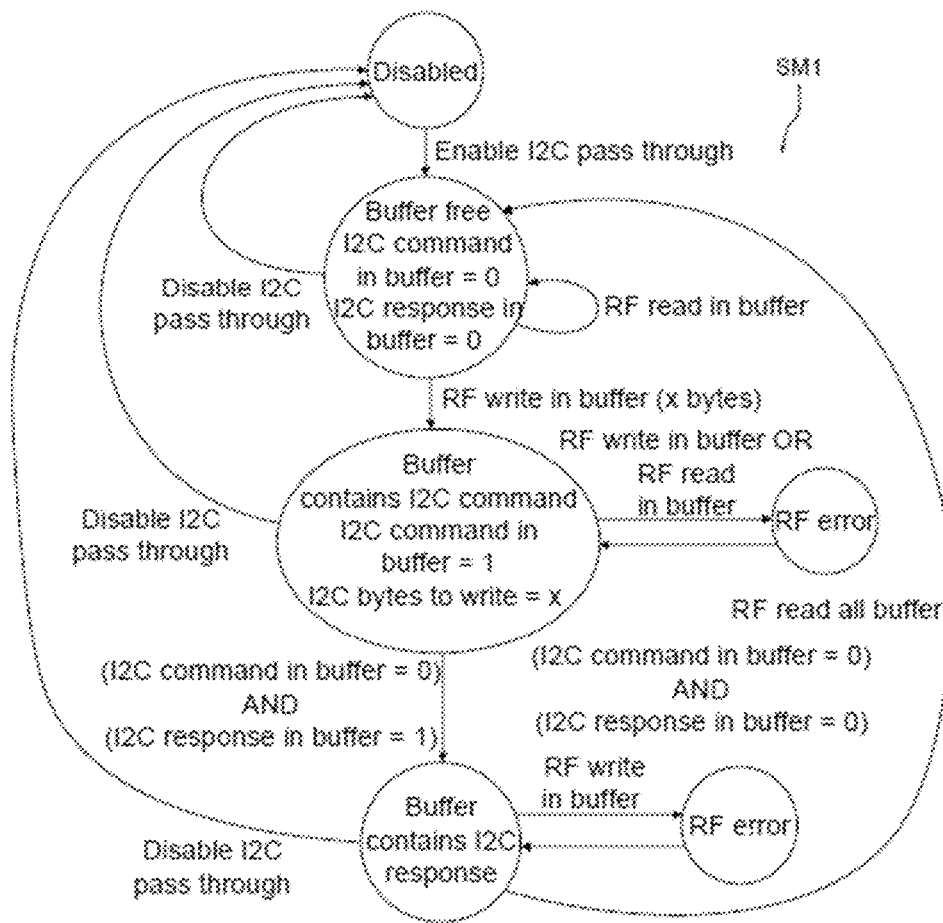 Disabled
SM1
Enable I2C pass through
Buffer free
I2C command
in buffer = 0
I2C response in
buffer = 0
Disable I2C
pass through
RF read in buffer
RF write in buffer (x bytes)
RF write in buffer OR
RF read
in buffer
Buffer
contains I2C command
I2C command in
buffer = 1
I2C bytes to write = x
Disable I2C
pass through
RF error
RF read all buffer
(I2C command in buffer = 0)
AND
(I2C response in buffer = 1)
(I2C command in buffer = 0)
AND
(I2C response in buffer = 0)
RF write
in buffer
Buffer
contains I2C
response
RF error
Disable I2C
pass through